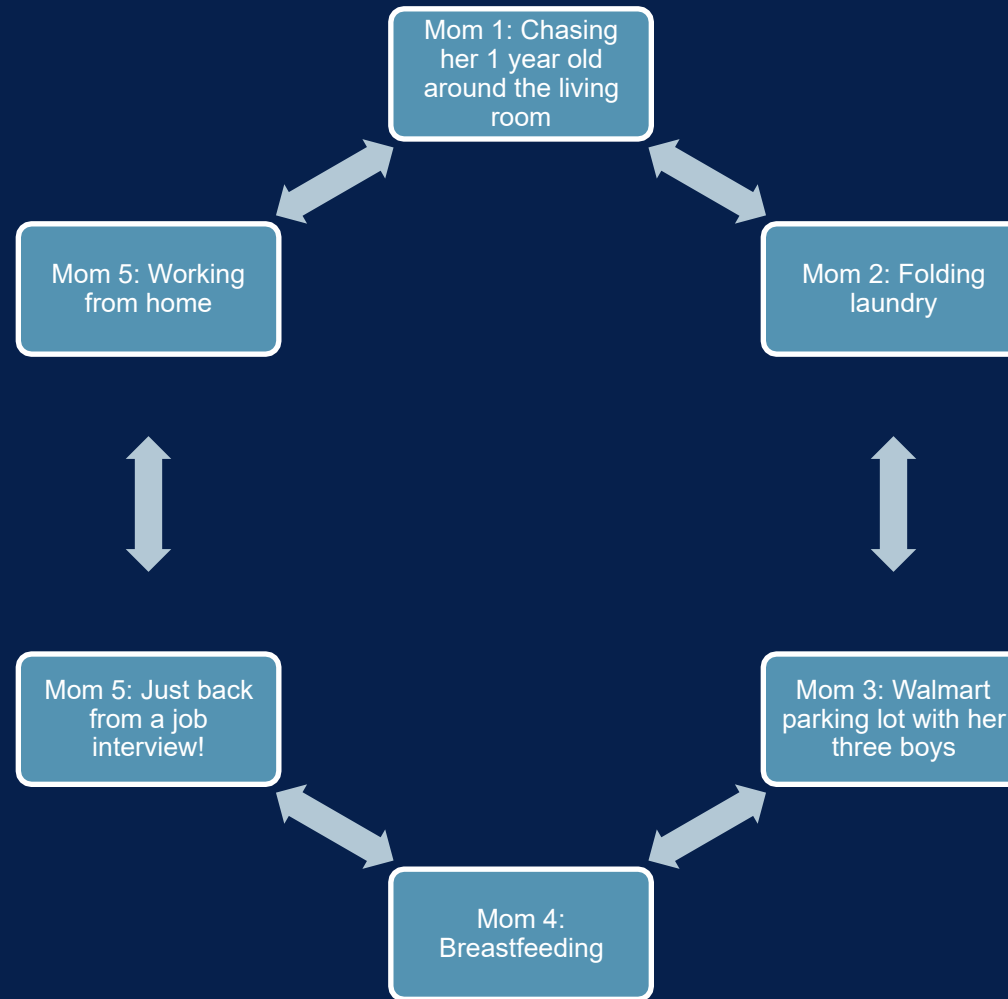 Mom 1: Chasing
her 1 year old
around the living
room
Mom 2: Folding
laundry
Mom 3: Walmart
parking lot with her
three boys
Mom 4:
Breastfeeding
Mom 5: Just back
from a job
interview!
Mom 5: Working
from home